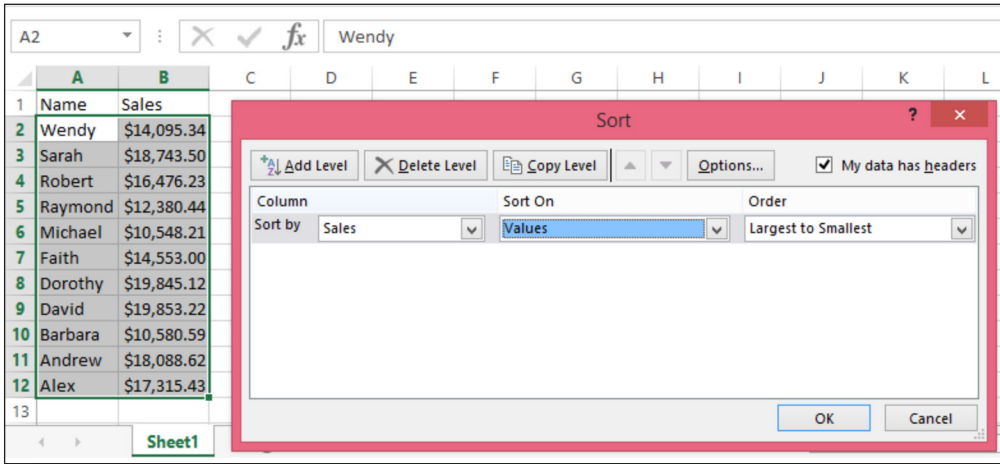 A2 fx Wendy
A B C D E F G H I J K L
1 Name Sales
2 Wendy $14,095.34
3 Sarah $18,743.50
4 Robert $16,476.23
5 Raymond $12,380.44
6 Michael $10,548.21
7 Faith $14,553.00
8 Dorothy $19,845.12
9 David $19,853.22
10 Barbara $10,580.59
11 Andrew $18,088.62
12 Alex $17,315.43
13
Sheet1
Sort ?
Add Level Delete Level Copy Level Options... My data has headers
Column Sort On Order
Sort by Sales Values Largest to Smallest
OK Cancel